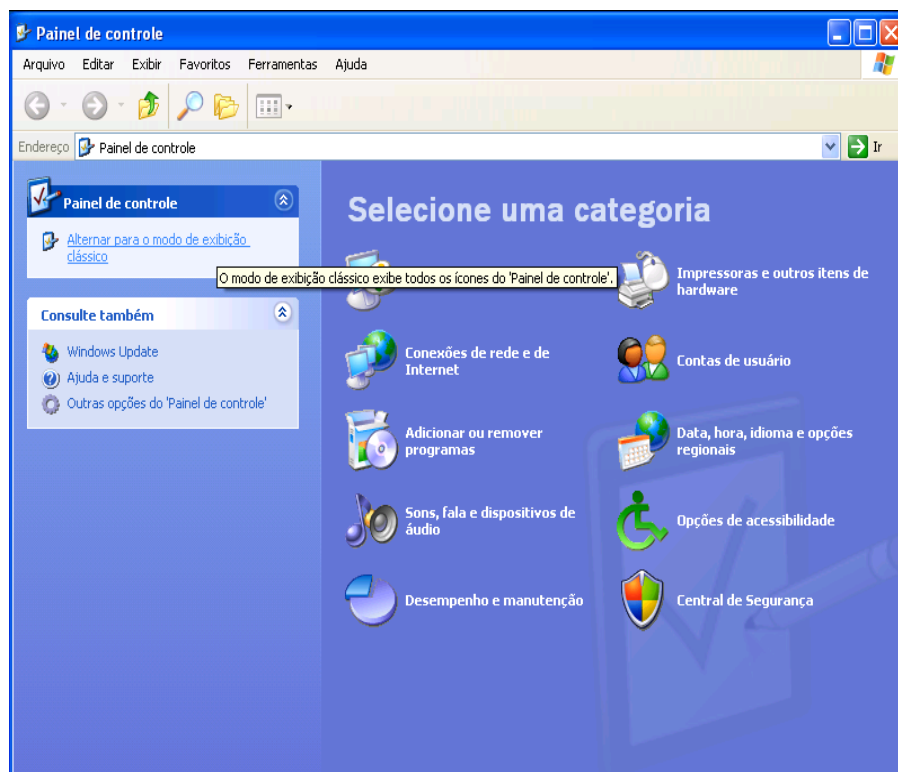 Painel de controle
Arquivo Editar Exibir Favoritos Ferramentas Ajuda
Endereço Painel de controle Ir
Painel de controle
Alternar para o modo de exibição
clássico
Consulte também
Windows Update
Ajuda e suporte
Outras opções do 'Painel de controle'
Selecione uma categoria
O modo de exibição clássico exibe todos os ícones do 'Painel de controle'.
Impressoras e outros itens de
hardware
Conexões de rede e de
Internet
Contas de usuário
Adicionar ou remover
programas
Data, hora, idioma e opções
regionais
Sons, fala e dispositivos de
áudio
Opções de acessibilidade
Desempenho e manutenção
Central de Segurança